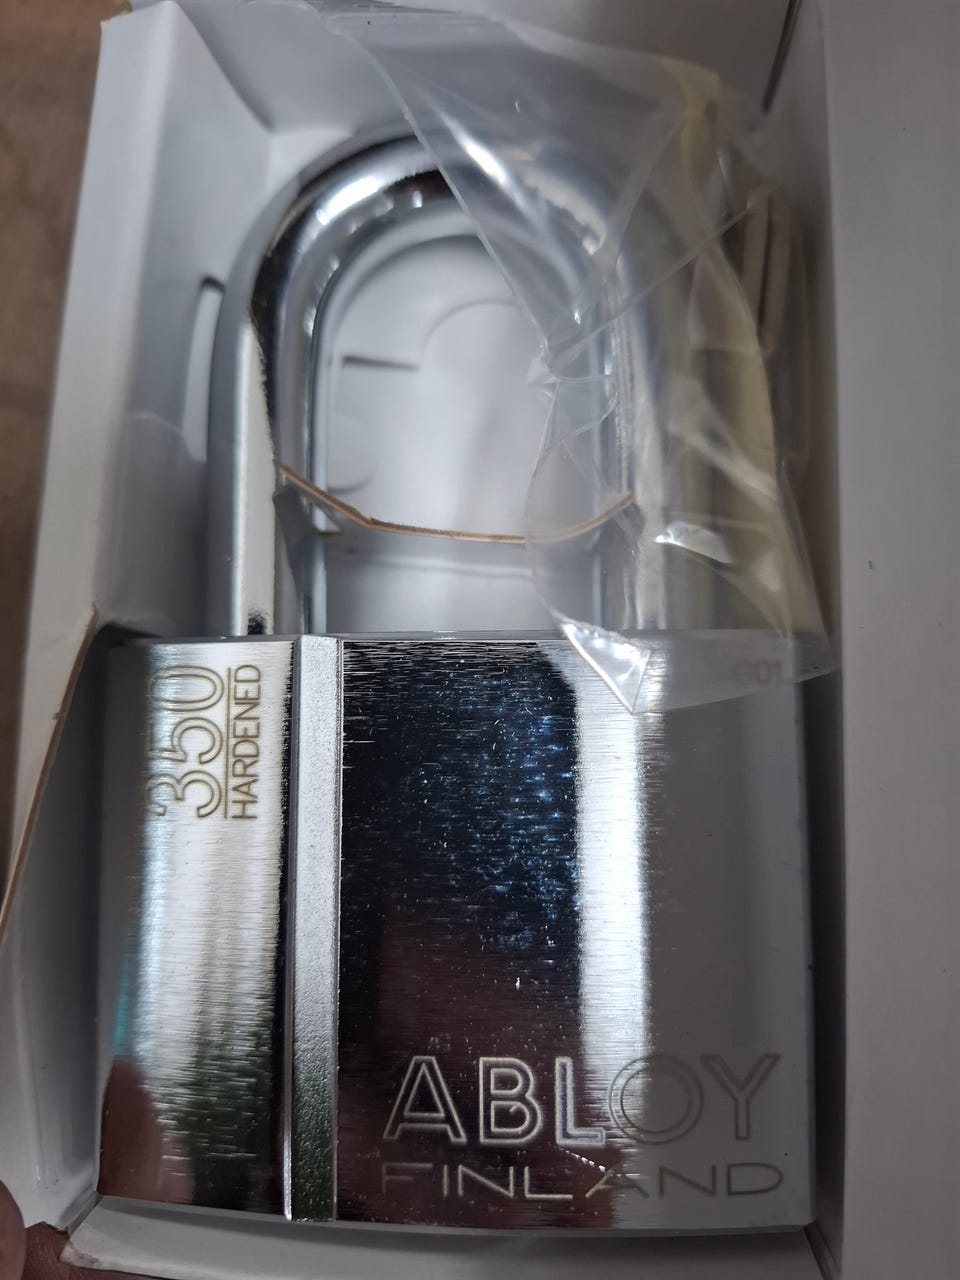 350
HARDENED
ABLOY
FINLAND